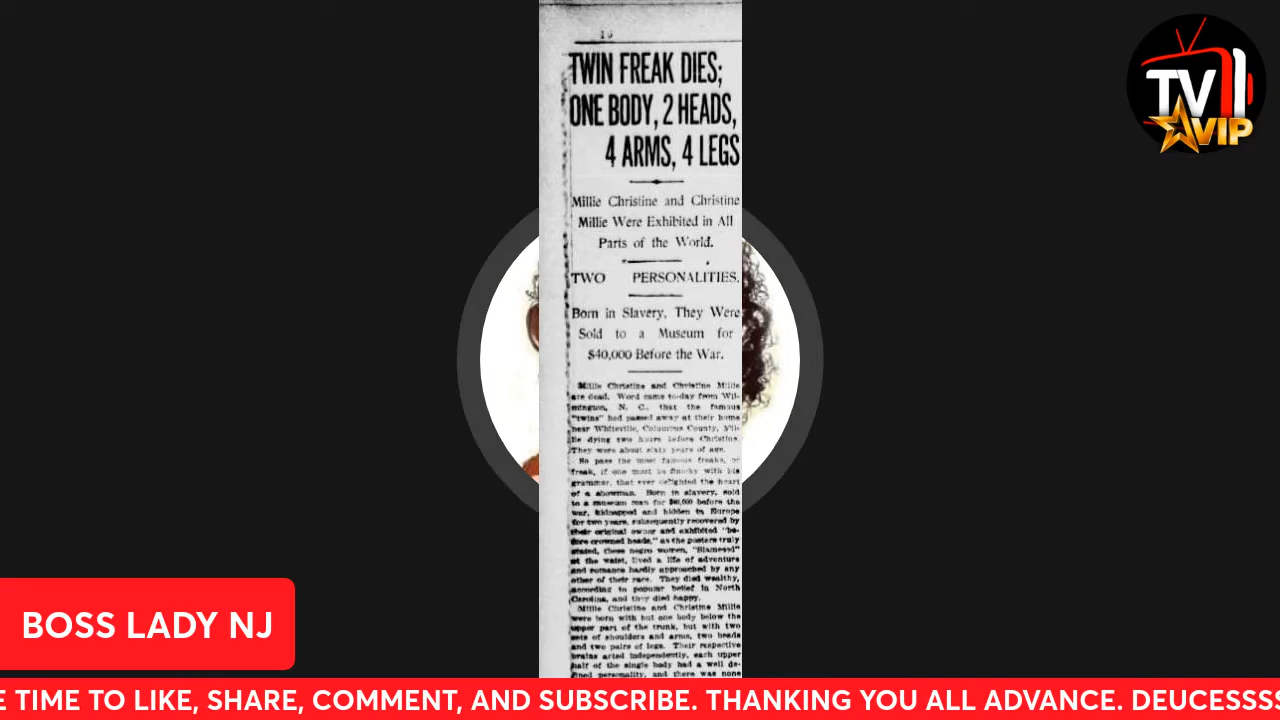 16
TWIN FREAK DIES;
ONE BODY, 2 HEADS,
4 ARMS, 4 LEGS
Millie Christine and Christine
Millie Were Exhibited in All
Parts of the World.
TWO PERSONALITIES.
Born in Slavery, They Were
Sold to a Museum for
$40,000 Before the War.
Millie Christine and Christine Millie
are dead. Word came to-day from Wil-
mington, N. C., that the famous
"twins" had passed away at their home
near Whiteville, Columbus County, Mil-
lie dying two hours before Christine.
They were about sixty years of age.
So pass the most famous freaks, or
freak, if one must be finicky with his
grammar, that ever delighted the heart
of a showman. Born in slavery, sold
to a museum man for $40,000 before the
war, kidnapped and hidden in Europe
for two years, subsequently recovered by
their original owner and exhibited "be-
fore crowned heads," as the posters truly
stated, these negro women, "Siamesed"
at the waist, lived a life of adventure
and romance hardly approached by any
other of their race. They died wealthy,
according to popular belief in North
Carolina, and they died happy.
Millie Christine and Christine Millie
were born with but one body below the
upper part of the trunk, but with two
sets of shoulders and arms, two heads
and two pairs of legs. Their respective
brains acted independently, each upper
half of the single body had a well de-
fined personality, and there was none
TV
VIP
BOSS LADY NJ
E TIME TO LIKE, SHARE, COMMENT, AND SUBSCRIBE. THANKING YOU ALL ADVANCE. DEUCESSSS